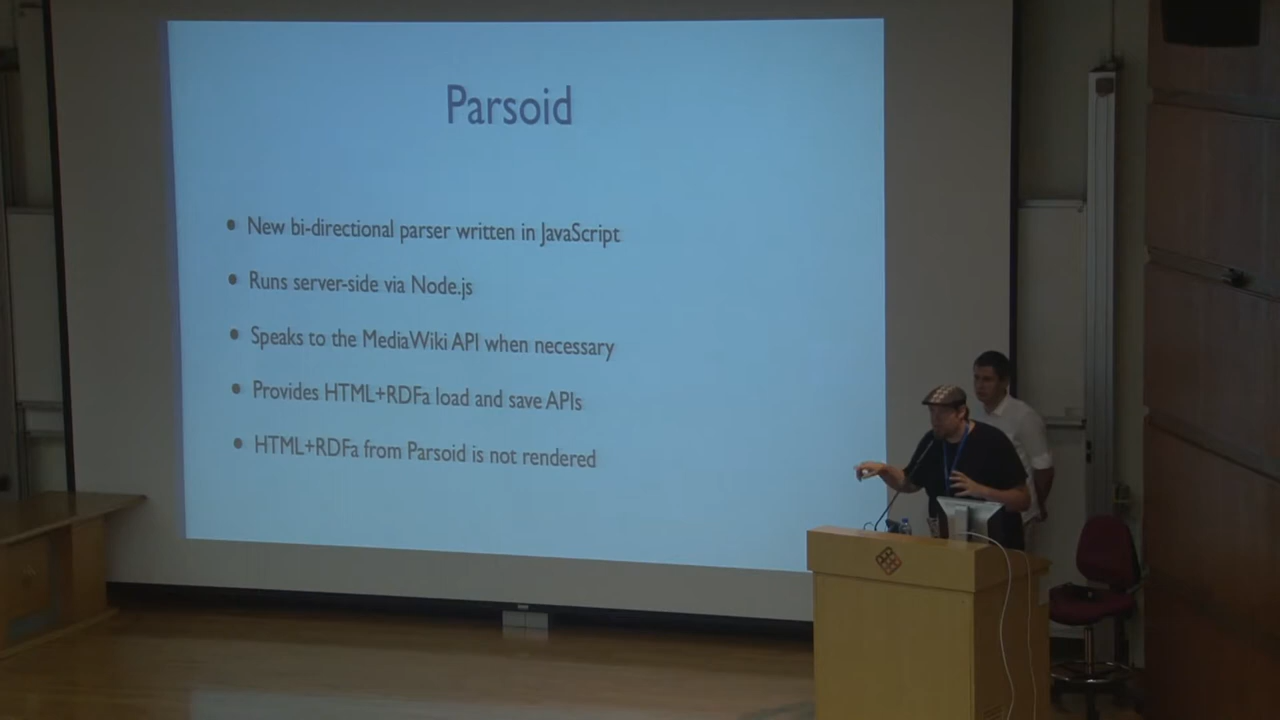 Parsoid
New bi-directional parser written in JavaScript
Runs server-side via Node.js
Speaks to the MediaWiki API when necessary
Provides HTML+RDFa load and save APIs
HTML+RDFa from Parsoid is not rendered